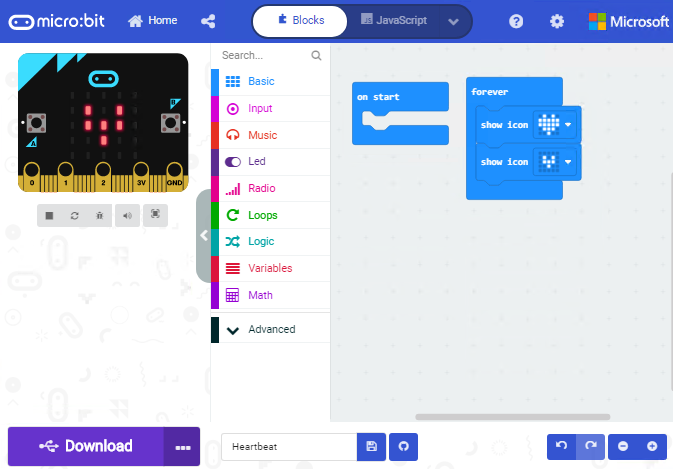 micro:bit
Home
Blocks
JavaScript
?
Microsoft
Search...
Basic
Input
Music
Led
Radio
Loops
Logic
Variables
Math
Advanced
on start
forever
show icon
show icon
B
A
0 1 2 3V GND
Download
...
Heartbeat